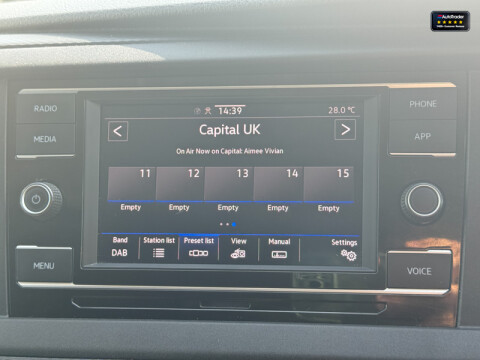 AutoTrader
RADIO
MEDIA
MENU
14:39
28.0 °C
Capital UK
On Air Now on Capital: Aimee Vivian
11 12 13 14 15
Empty Empty Empty Empty Empty
Band Station list Preset list View Manual Settings
DAB
PHONE
APP
VOICE